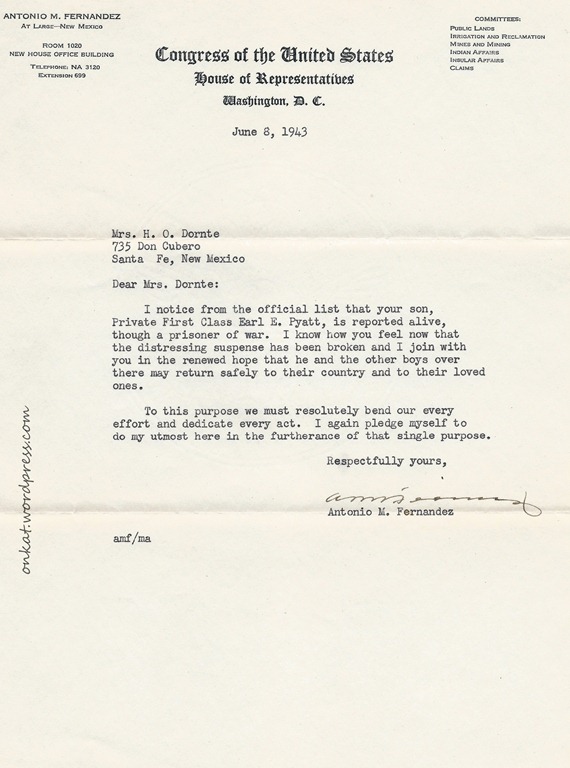 ANTONIO M. FERNANDEZ
AT LARGE—NEW MEXICO
ROOM 1020
NEW HOUSE OFFICE BUILDING
TELEPHONE: NA 3120
EXTENSION 699
COMMITTEES:
PUBLIC LANDS
IRRIGATION AND RECLAMATION
MINES AND MINING
INDIAN AFFAIRS
INSULAR AFFAIRS
CLAIMS
Congress of the United States
House of Representatives
Washington, D. C.
June 8, 1943
Mrs. H. O. Dornte
735 Don Cubero
Santa Fe, New Mexico
Dear Mrs. Dornte:
I notice from the official list that your son,
Private First Class Earl E. Pyatt, is reported alive,
though a prisoner of war. I know how you feel now that
the distressing suspense has been broken and I join with
you in the renewed hope that he and the other boys over
there may return safely to their country and to their loved
ones.
To this purpose we must resolutely bend our every
effort and dedicate every act. I again pledge myself to
do my utmost here in the furtherance of that single purpose.
Respectfully yours,
Antonio M. Fernandez
amf/ma
onkat.wordpress.com